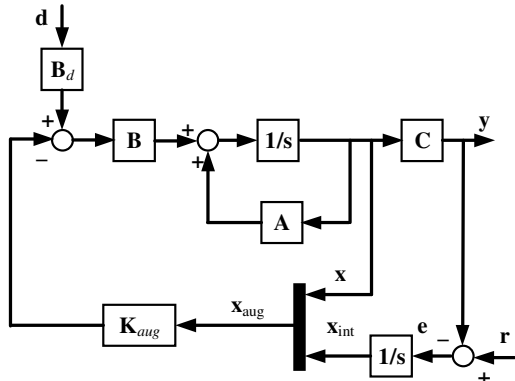 d
B_d
+
−
B
+
+
1/s
C
y
A
x
x_aug
x_int
e
−
r
K_aug
1/s
+